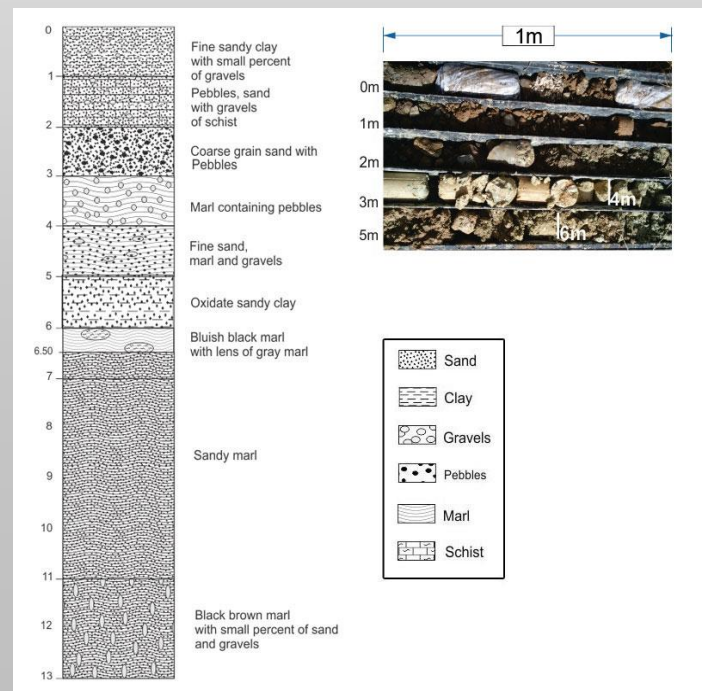 0
Fine sandy clay
with small percent
of gravels
1
Pebbles, sand
with gravels
of schist
2
Coarse grain sand with
Pebbles
3
Marl containing pebbles
4
Fine sand,
marl and gravels
5
Oxidate sandy clay
6
Bluish black marl
with lens of gray marl
6.50
7
8
Sandy marl
9
10
11
Black brown marl
with small percent of sand
and gravels
12
13
1m
0m
1m
2m
3m
4m
5m
6m
Sand
Clay
Gravels
Pebbles
Marl
Schist